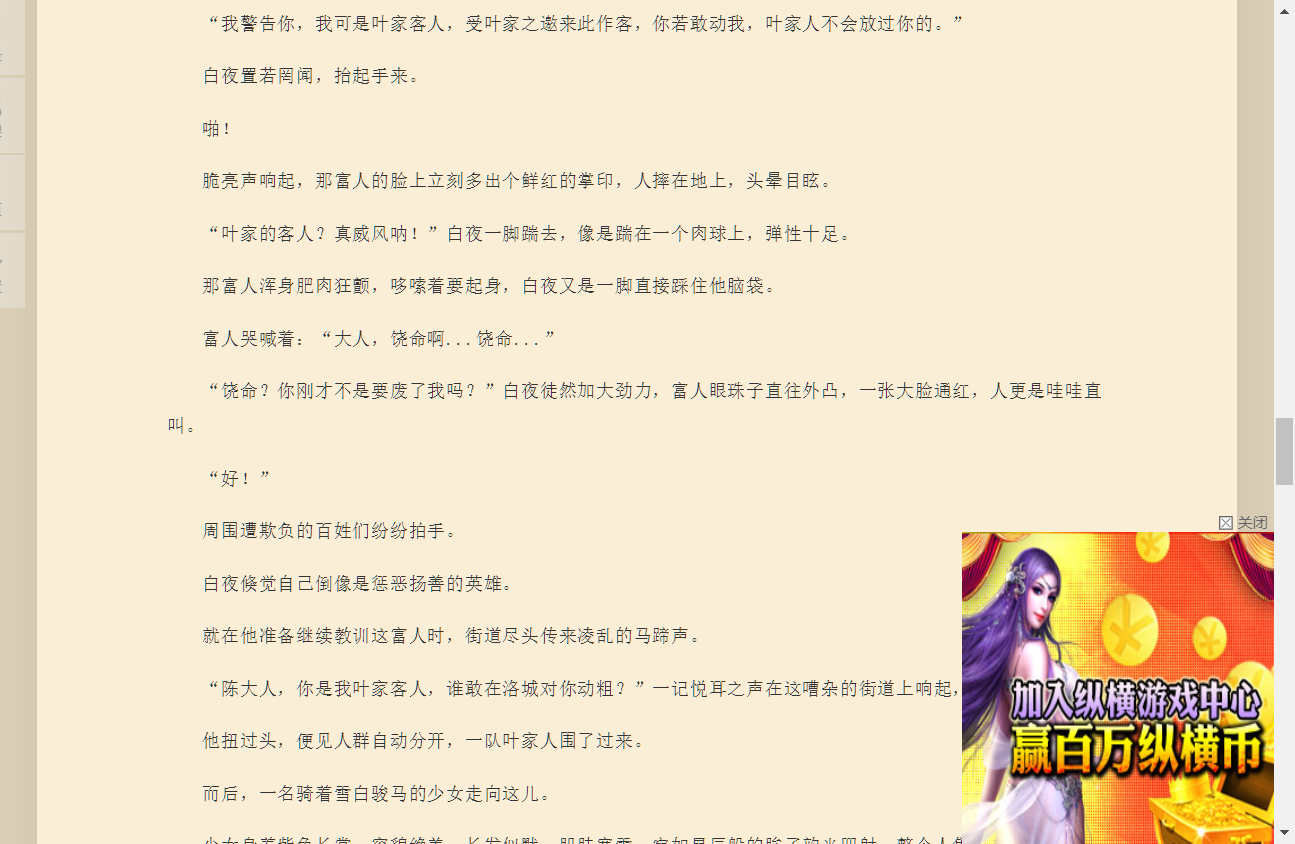 “我警告你，我可是叶家客人，受叶家之邀来此作客，你若敢动我，叶家人不会放过你的。”
白夜置若罔闻，抬起手来。
啪！
脆亮声响起，那富人的脸上立刻多出个鲜红的掌印，人摔在地上，头晕目眩。
“叶家的客人？真威风呐！”白夜一脚踹去，像是踹在一个肉球上，弹性十足。
那富人浑身肥肉狂颤，哆嗦着要起身，白夜又是一脚直接踩住他脑袋。
富人哭喊着：“大人，饶命啊...饶命...”
“饶命？你刚才不是要废了我吗？”白夜徒然加大劲力，富人眼珠子直往外凸，一张大脸通红，人更是哇哇直
叫。
“好！”
周围遭欺负的百姓们纷纷拍手。
白夜倏觉自己倒像是惩恶扬善的英雄。
就在他准备继续教训这富人时，街道尽头传来凌乱的马蹄声。
“陈大人，你是我叶家客人，谁敢在洛城对你动粗？”一记悦耳之声在这嘈杂的街道上响起，
他扭过头，便见人群自动分开，一队叶家人围了过来。
而后，一名骑着雪白骏马的少女走向这儿。
关闭
加入纵横游戏中心
赢百万纵横币